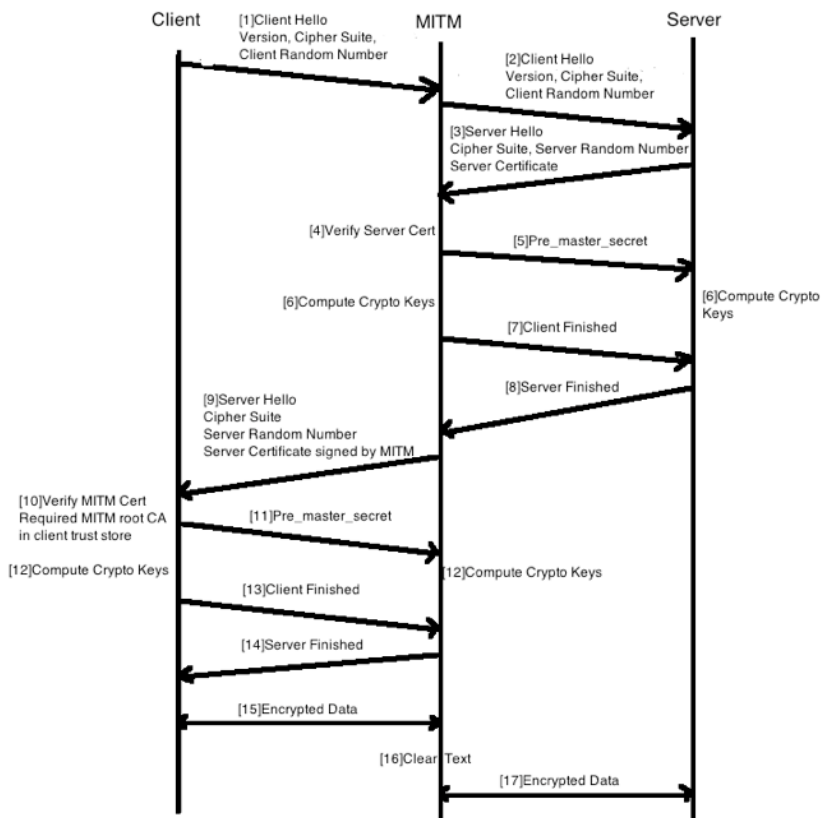 Client
MITM
Server
[1]Client Hello
Version, Cipher Suite,
Client Random Number
[2]Client Hello
Version, Cipher Suite,
Client Random Number
[3]Server Hello
Cipher Suite, Server Random Number
Server Certificate
[4]Verify Server Cert
[5]Pre_master_secret
[6]Compute Crypto Keys
[6]Compute Crypto
Keys
[7]Client Finished
[8]Server Finished
[9]Server Hello
Cipher Suite
Server Random Number
Server Certificate signed by MITM
[10]Verify MITM Cert
Required MITM root CA
in client trust store
[11]Pre_master_secret
[12]Compute Crypto Keys
[12]Compute Crypto Keys
[13]Client Finished
[14]Server Finished
[15]Encrypted Data
[16]Clear Text
[17]Encrypted Data